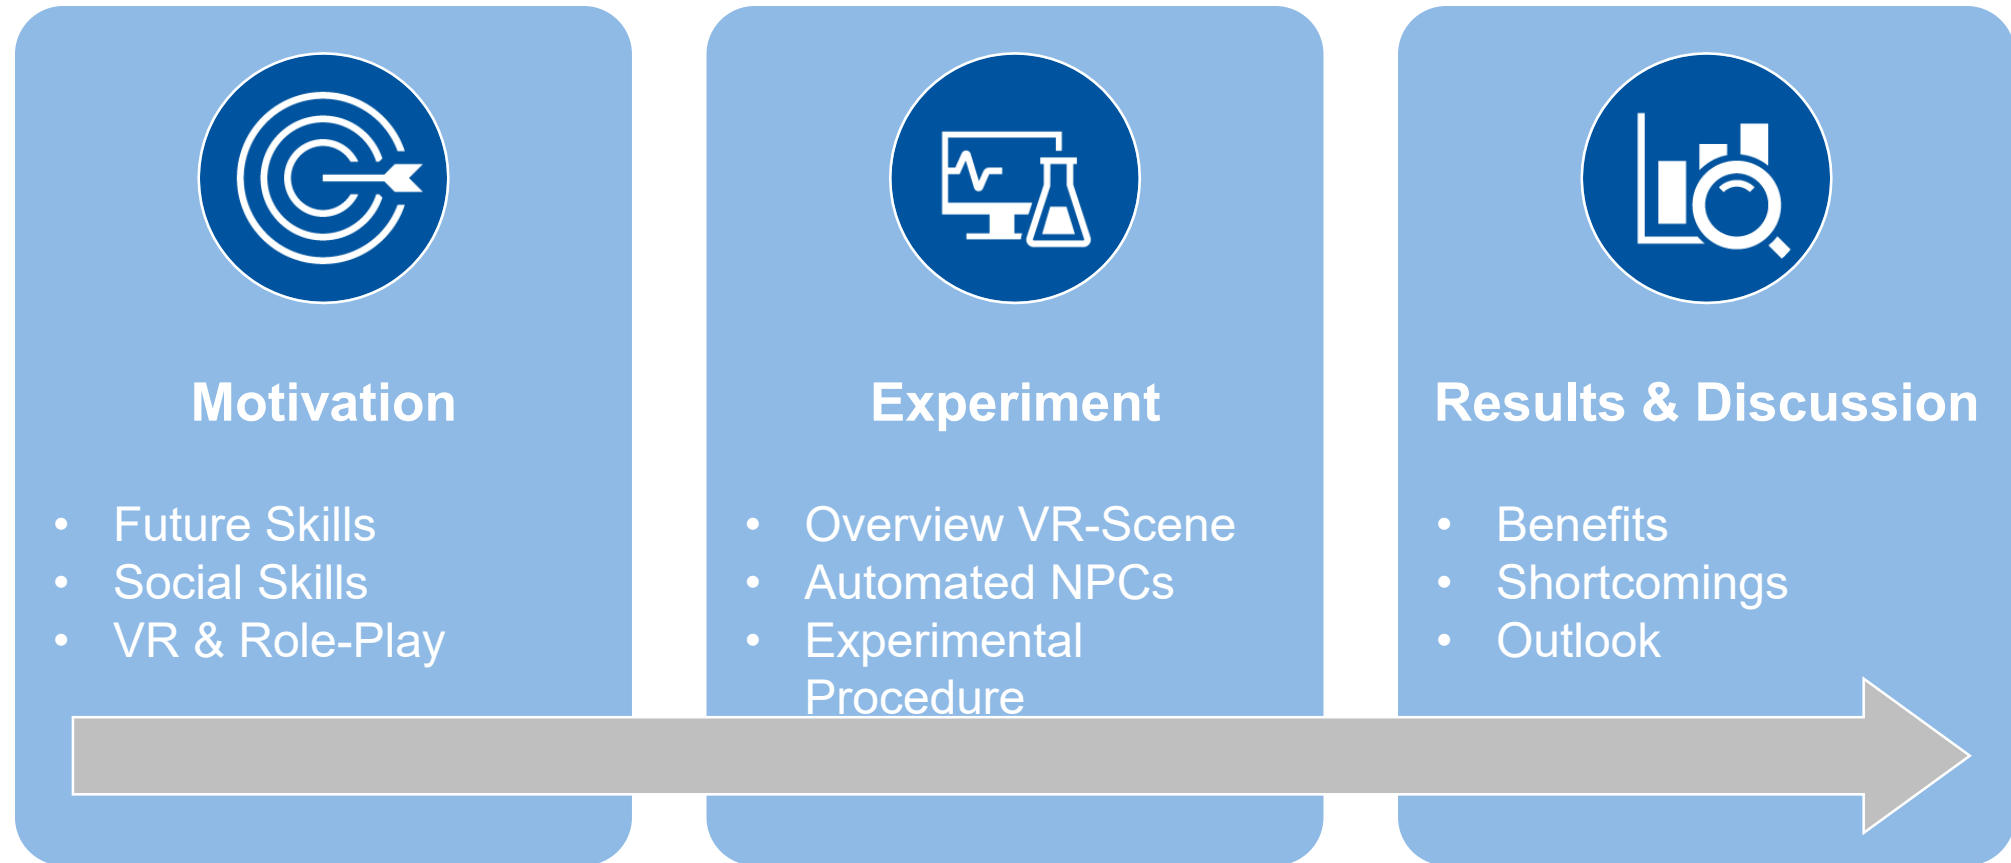 Motivation
• Future Skills
• Social Skills
• VR & Role-Play
Experiment
• Overview VR-Scene
• Automated NPCs
• Experimental
Procedure
Results & Discussion
• Benefits
• Shortcomings
• Outlook